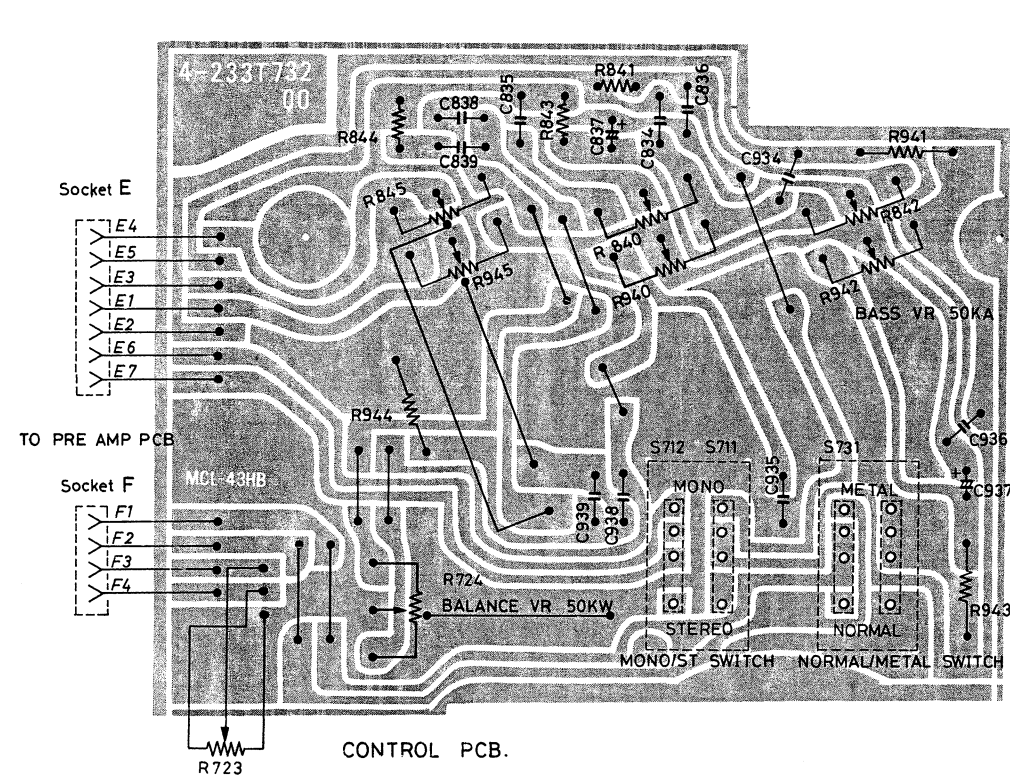 4-233T732
00
C838
C835
R841
C836
R844
R843
C837
+
C834
C839
C934
R941
Socket E
R845
R842
E4
E5
R 840
R945
E3
R940
R942
E1
BASS VR 50KA
E2
E6
E7
R944
TO PRE AMP PCB
C936
S712 S711
S731
MCL-43HB
C935
+
MONO
METAL
C937
Socket F
C939
C938
F1
F2
F3
R724
F4
BALANCE VR 50KW
R943
STEREO
NORMAL
MONO/ST SWITCH
NORMAL/METAL SWITCH
CONTROL PCB.
R723